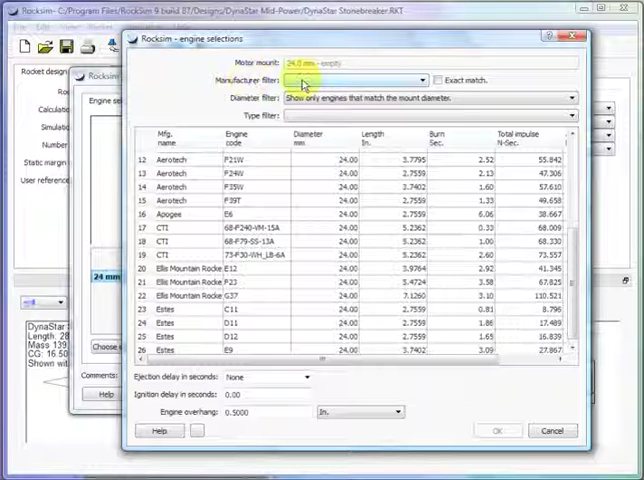 Rocksim- C:/Program Files/RockSim 9 build 87/Designs/DynaStar Mid-Power/DynaStar Stonebreaker.RKT
Rocket design
Rocksim
Rocksim - engine selections
Motor mount: 24.0 mm - empty
Manufacturer filter:
Exact match.
Diameter filter: Show only engines that match the mount diameter.
Type filter:
Calculation
Simulation
Static margin
User reference
Engine sele
24 mm
Mfg. name Engine code Diameter mm Length In. Burn Sec. Total impulse N-Sec.
12 Aerotech F21W 24.00 3.7795 2.52 55.842
13 Aerotech F24W 24.00 2.7559 2.13 47.306
14 Aerotech F35W 24.00 3.7402 1.60 57.610
15 Aerotech F39T 24.00 2.7559 1.33 49.658
16 Apogee E6 24.00 2.7559 6.06 38.667
17 CTI 68-F240-VM-15A 24.00 5.2362 0.33 68.009
18 CTI 68-F79-SS-13A 24.00 5.2362 1.00 68.330
19 CTI 73-F30-WH_LB-6A 24.00 5.2362 2.60 73.553
20 Ellis Mountain Rocke E12 24.00 3.9764 2.92 41.345
21 Ellis Mountain Rocke F23 24.00 5.4724 3.58 67.825
22 Ellis Mountain Rocke G37 24.00 7.1260 3.10 110.521
23 Estes C11 24.00 2.7559 0.81 8.796
24 Estes D11 24.00 2.7559 1.86 17.489
25 Estes D12 24.00 2.7559 1.65 16.839
26 Estes E9 24.00 3.7402 3.09 27.867
DynaStar
Length: 28
Mass 139
CG: 16.50
Shown wit
Choose
Comments:
Help
Ejection delay in seconds: None
Ignition delay in seconds: 0.00
Engine overhang: 0.5000 In.
Help OK Cancel